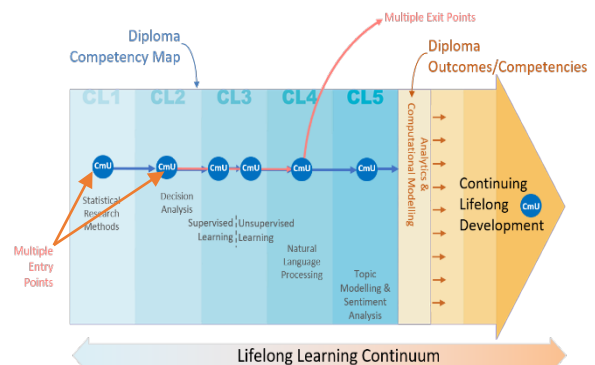 Multiple Exit Points
Diploma
Competency Map
Diploma
Outcomes/Competencies
CL1
CL2
CL3
CL4
CL5
CmU
CmU
CmU
CmU
CmU
CmU
Statistical
Research
Methods
Decision
Analysis
Supervised
Learning
Unsupervised
Learning
Natural
Language
Processing
Topic
Modelling &
Sentiment
Analysis
Analytics &
Computational Modelling
Continuing
Lifelong
Development
CmU
Multiple
Entry
Points
Lifelong Learning Continuum